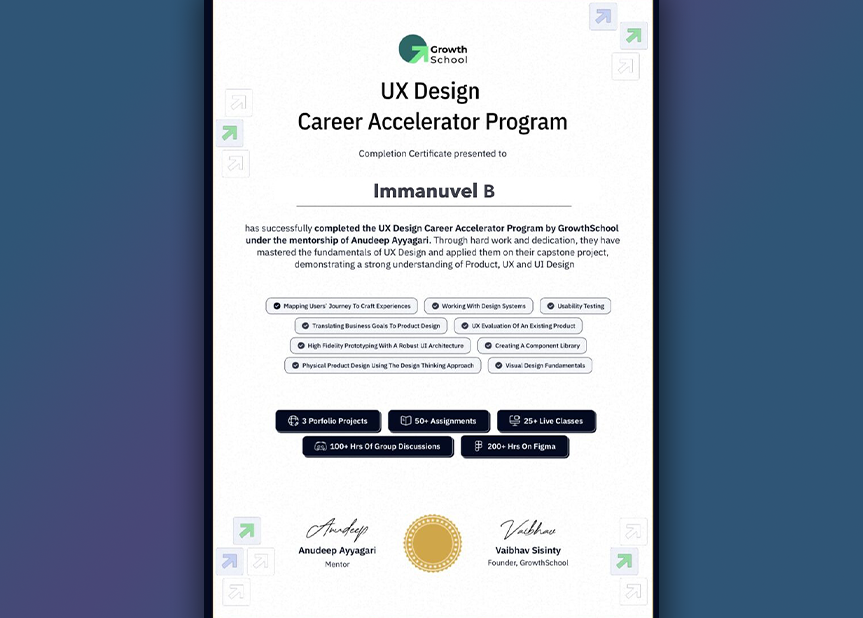 Growth
School
UX Design
Career Accelerator Program
Completion Certificate presented to
Immanuvel B
has successfully completed the UX Design Career Accelerator Program by GrowthSchool
under the mentorship of Anudeep Ayyagari. Through hard work and dedication, they have
mastered the fundamentals of UX Design and applied them on their capstone project,
demonstrating a strong understanding of Product, UX and UI Design
Mapping Users' Journey To Craft Experiences Working With Design Systems Usability Testing
Translating Business Goals To Product Design UX Evaluation Of An Existing Product
High Fidelity Prototyping With A Robust UI Architecture Creating A Component Library
Physical Product Design Using The Design Thinking Approach Visual Design Fundamentals
3 Porfolio Projects 50+ Assignments 25+ Live Classes
100+ Hrs Of Group Discussions 200+ Hrs On Figma
Anudeep Vaibhav
Anudeep Ayyagari Vaibhav Sisinty
Mentor Founder, GrowthSchool